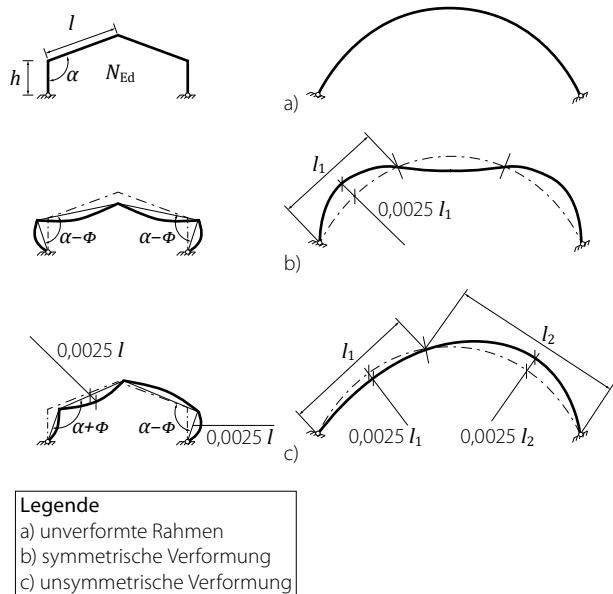 l
h
α
N_Ed
a)
l₁
0,0025 l₁
α−Φ
α−Φ
b)
0,0025 l
α+Φ
α−Φ
0,0025 l
l₁
l₂
0,0025 l₁
0,0025 l₂
c)
Legende
a) unverformte Rahmen
b) symmetrische Verformung
c) unsymmetrische Verformung